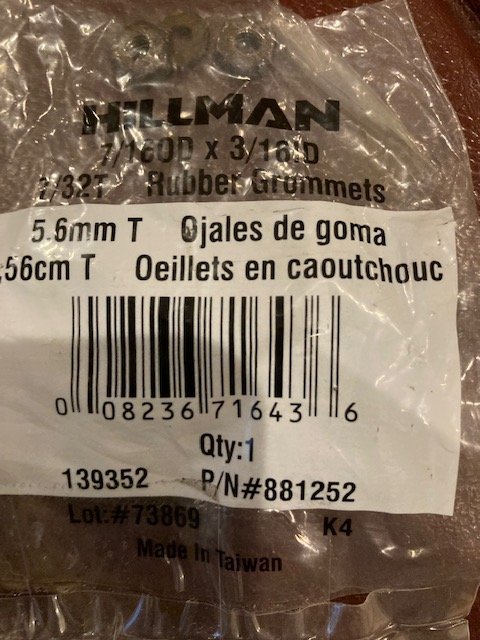 HILLMAN
7/16OD x 3/16ID
7/32T Rubber Grommets
5.6mm T Ojales de goma
,56cm T Oeillets en caoutchouc
0 08236 71643 6
Qty:1
139352 P/N#881252
Lot:#73869 K4
Made In Taiwan